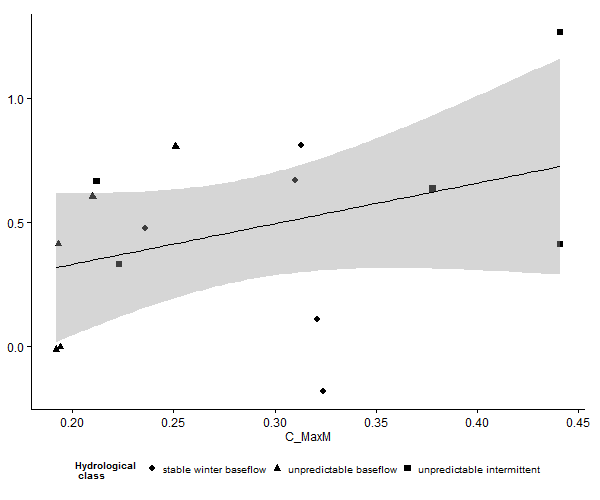 1.0
0.5
0.0
0.20 0.25 0.30 0.35 0.40 0.45
C_MaxM
Hydrological
class
stable winter baseflow unpredictable baseflow unpredictable intermittent